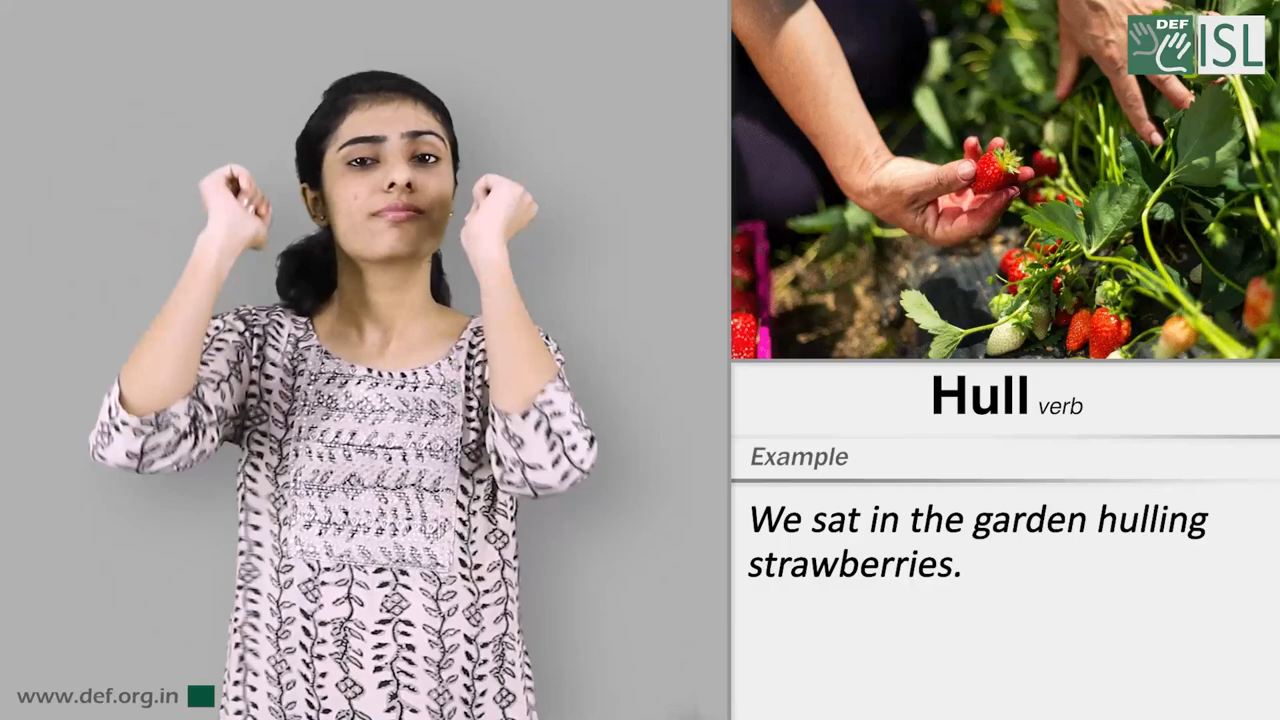 DEF
ISL
Hull verb
Example
We sat in the garden hulling
strawberries.
www.def.org.in